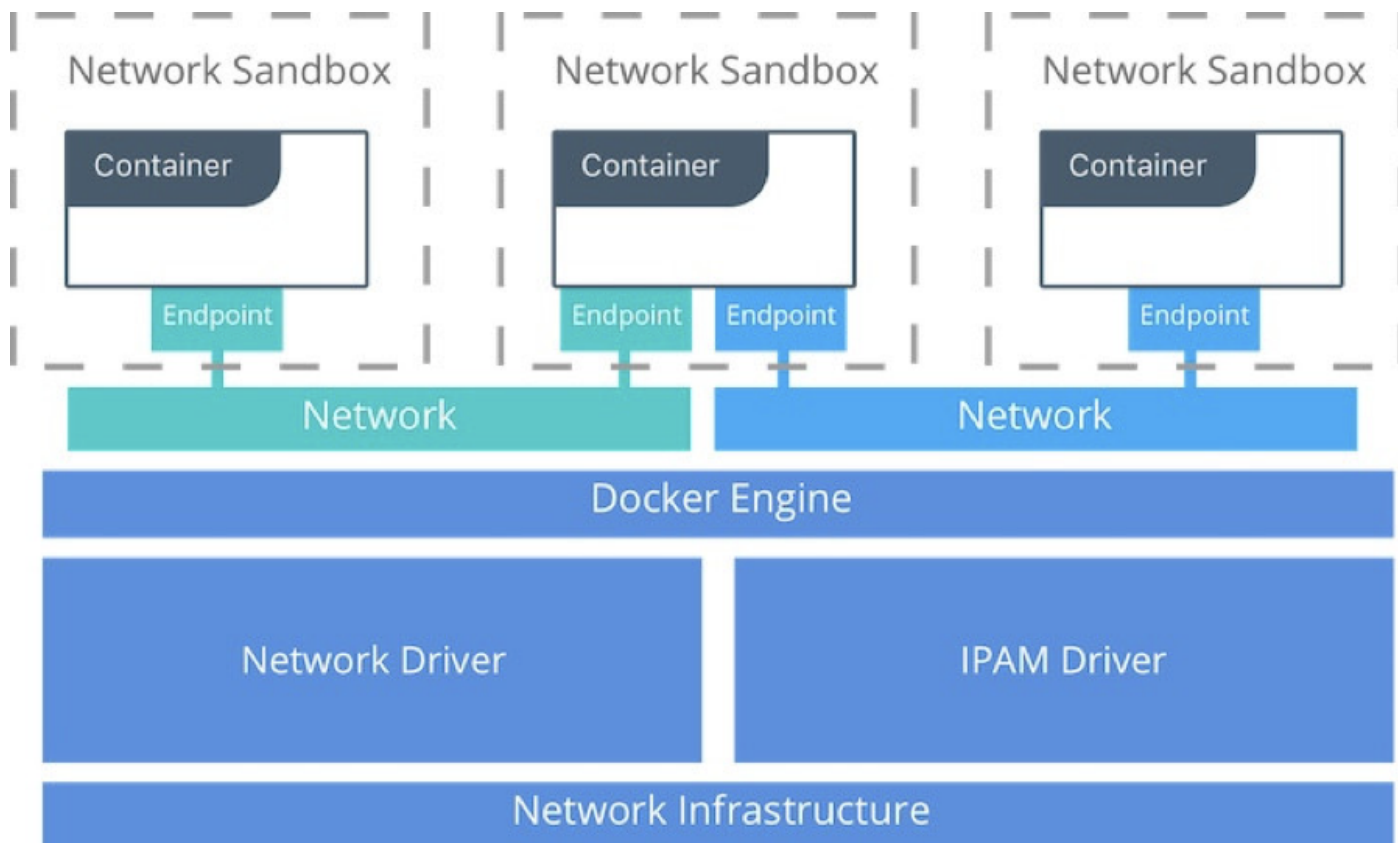 Network Sandbox
Network Sandbox
Network Sandbox
Container
Container
Container
Endpoint
Endpoint
Endpoint
Endpoint
Network
Network
Docker Engine
Network Driver
IPAM Driver
Network Infrastructure